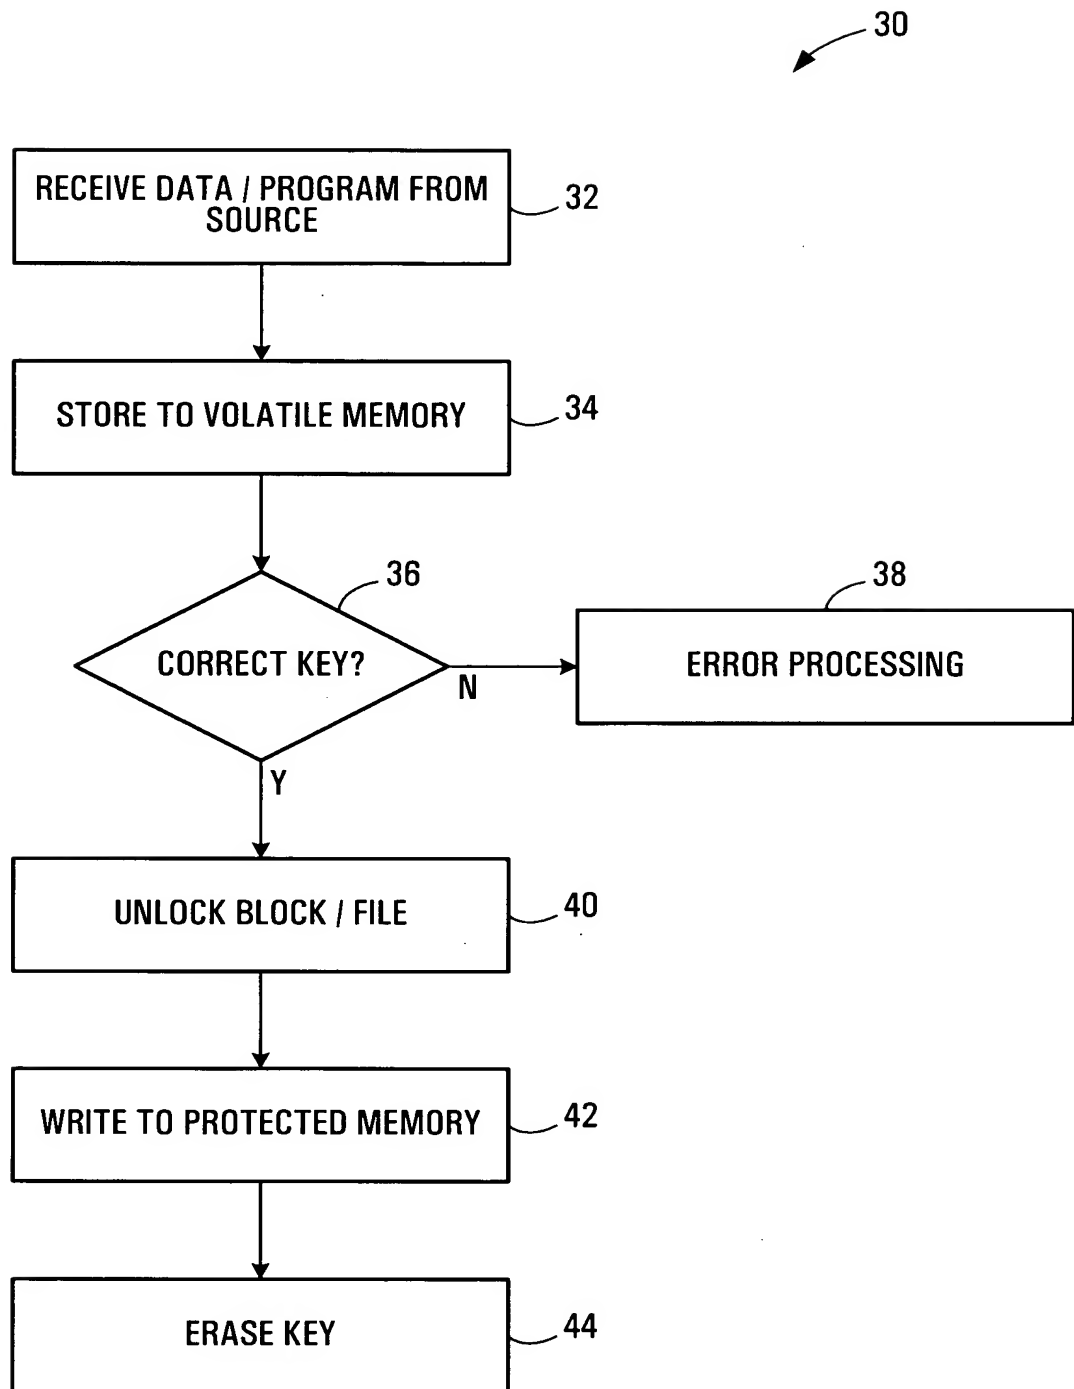 30
RECEIVE DATA / PROGRAM FROM
SOURCE
32
STORE TO VOLATILE MEMORY
34
36
CORRECT KEY?
N
38
ERROR PROCESSING
Y
UNLOCK BLOCK / FILE
40
WRITE TO PROTECTED MEMORY
42
ERASE KEY
44